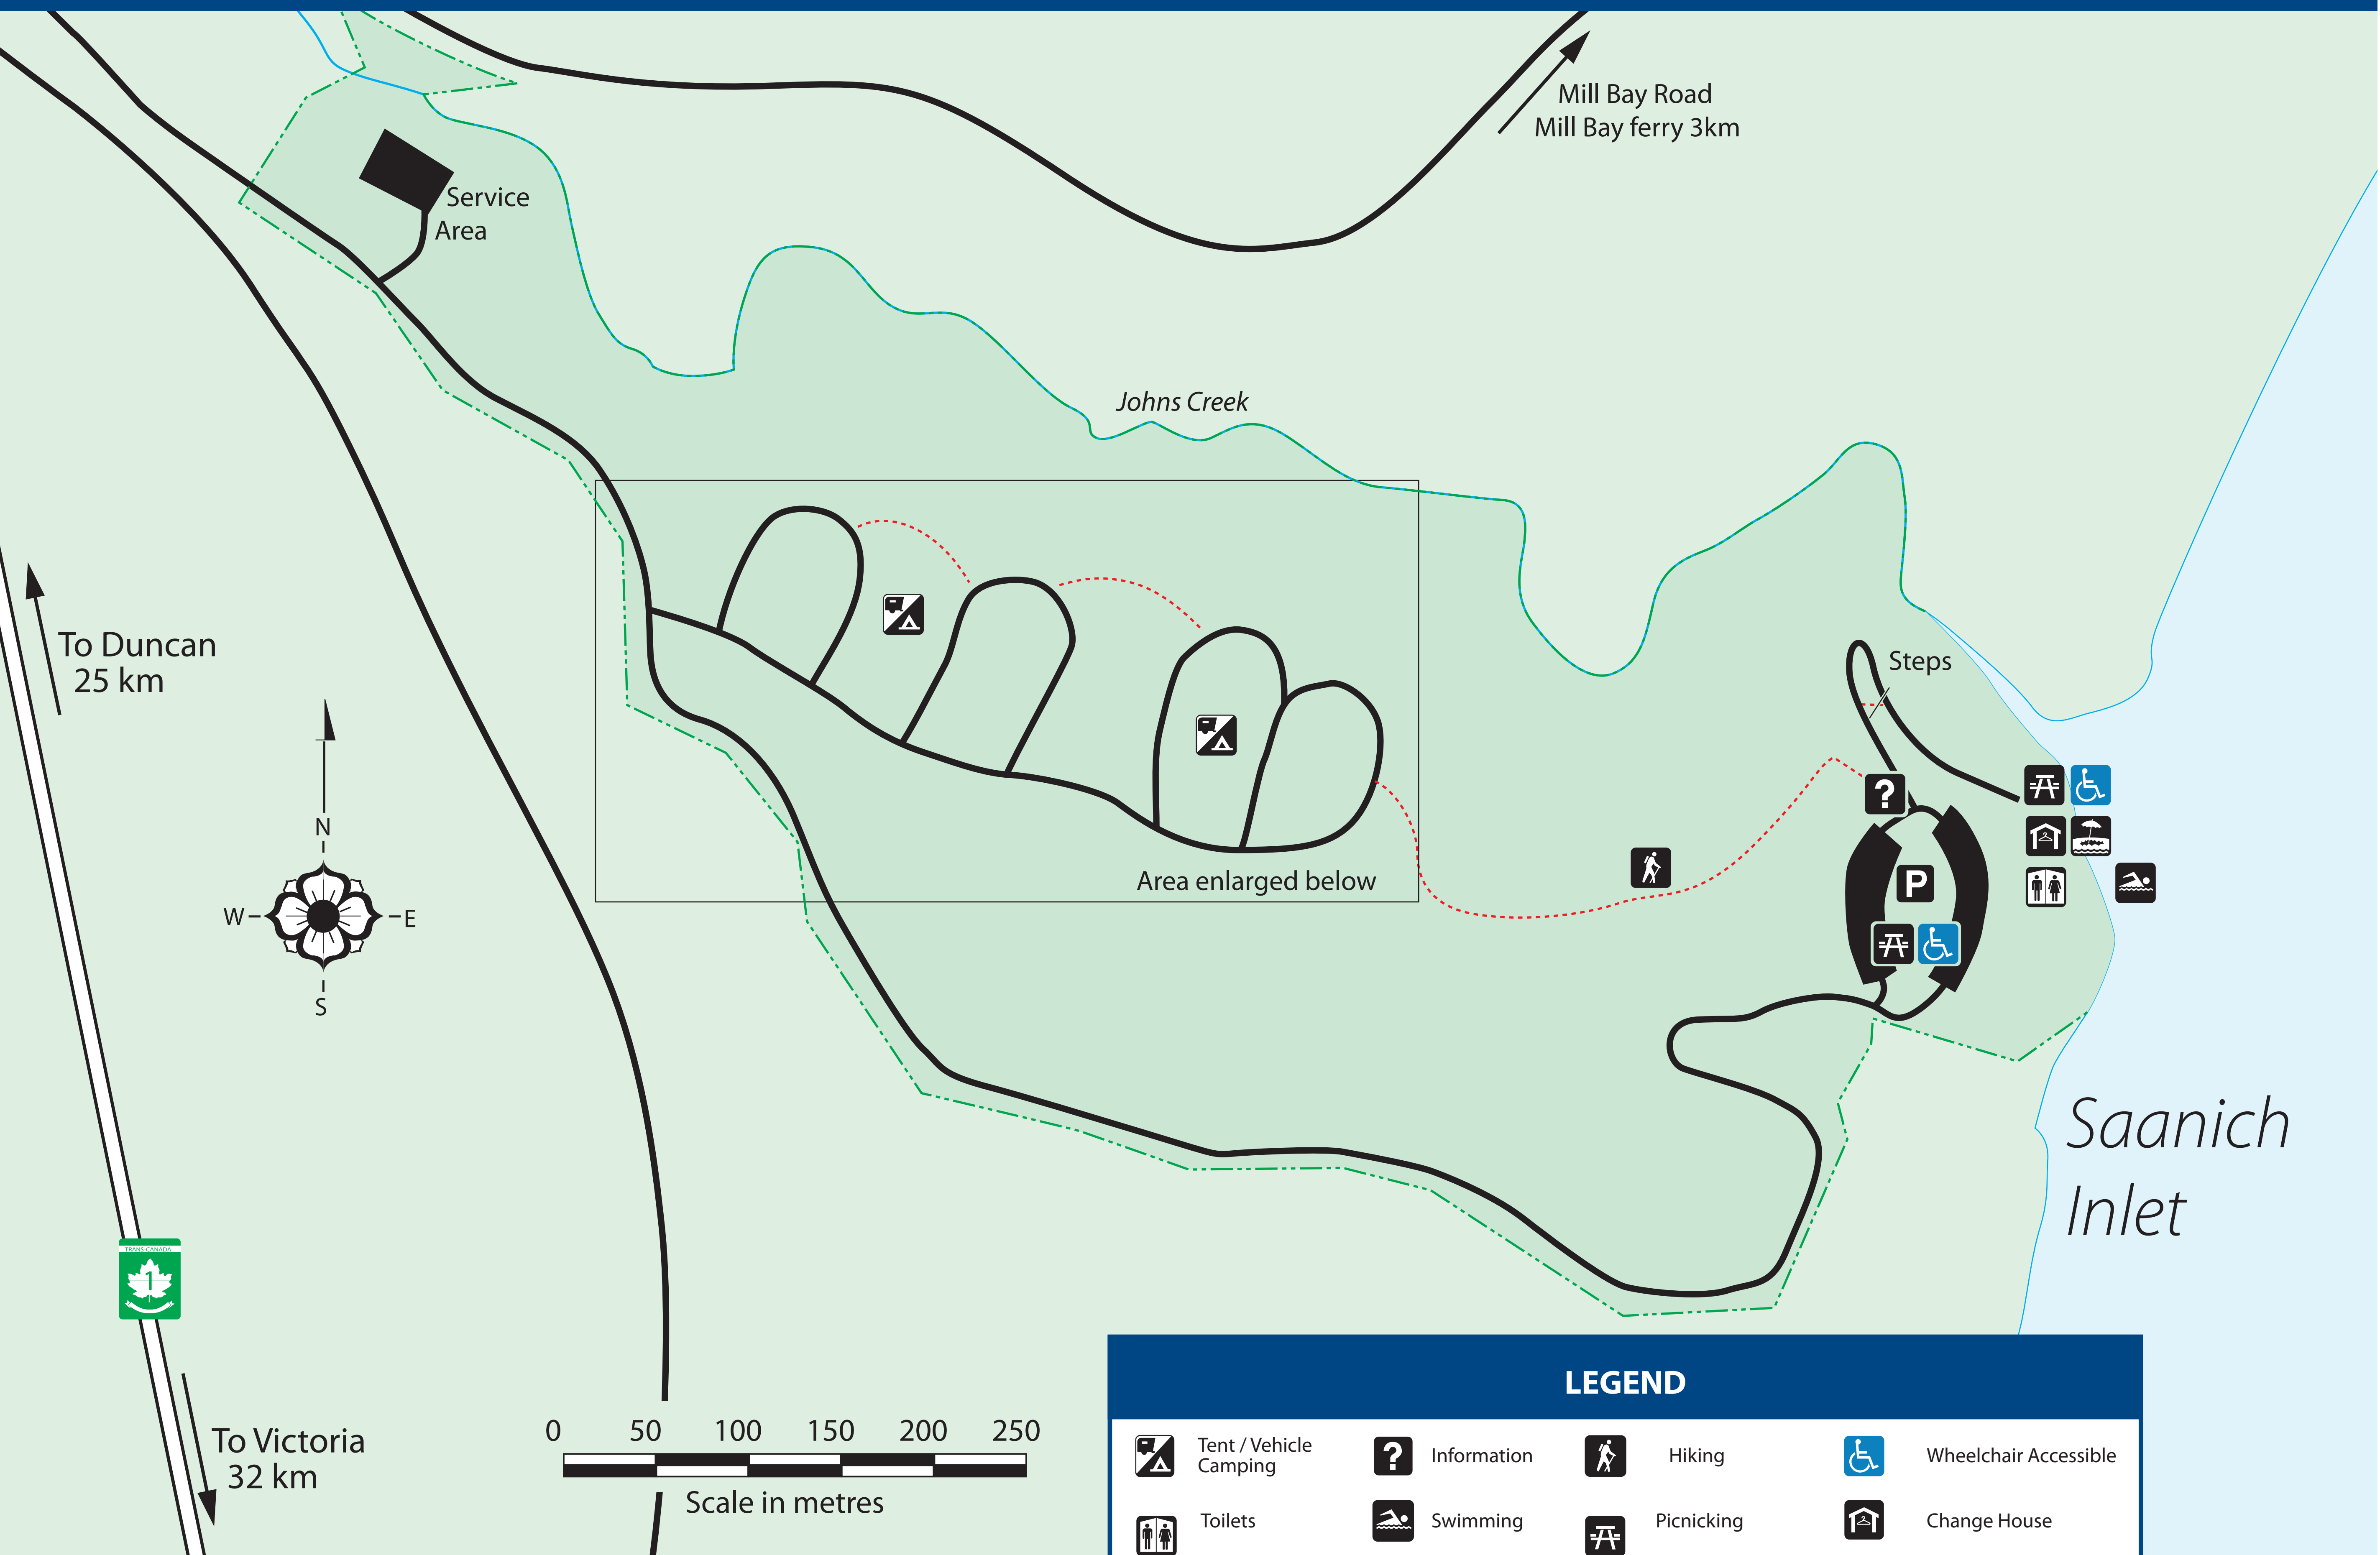 Mill Bay Road
Mill Bay ferry 3km
Service
Area
Johns Creek
To Duncan
25 km
Steps
N
W
E
S
?
P
Area enlarged below
Saanich
Inlet
TRANS-CANADA
1
To Victoria
32 km
0 50 100 150 200 250
Scale in metres
LEGEND
Tent / Vehicle
Camping
?
Information
Hiking
Wheelchair Accessible
Toilets
Swimming
Picnicking
Change House